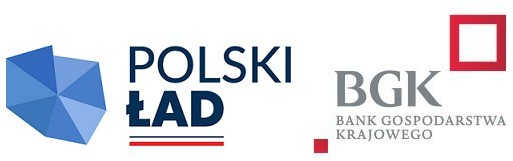 POLSKI
ŁAD
BGK
BANK GOSPODARSTWA
KRAJOWEGO